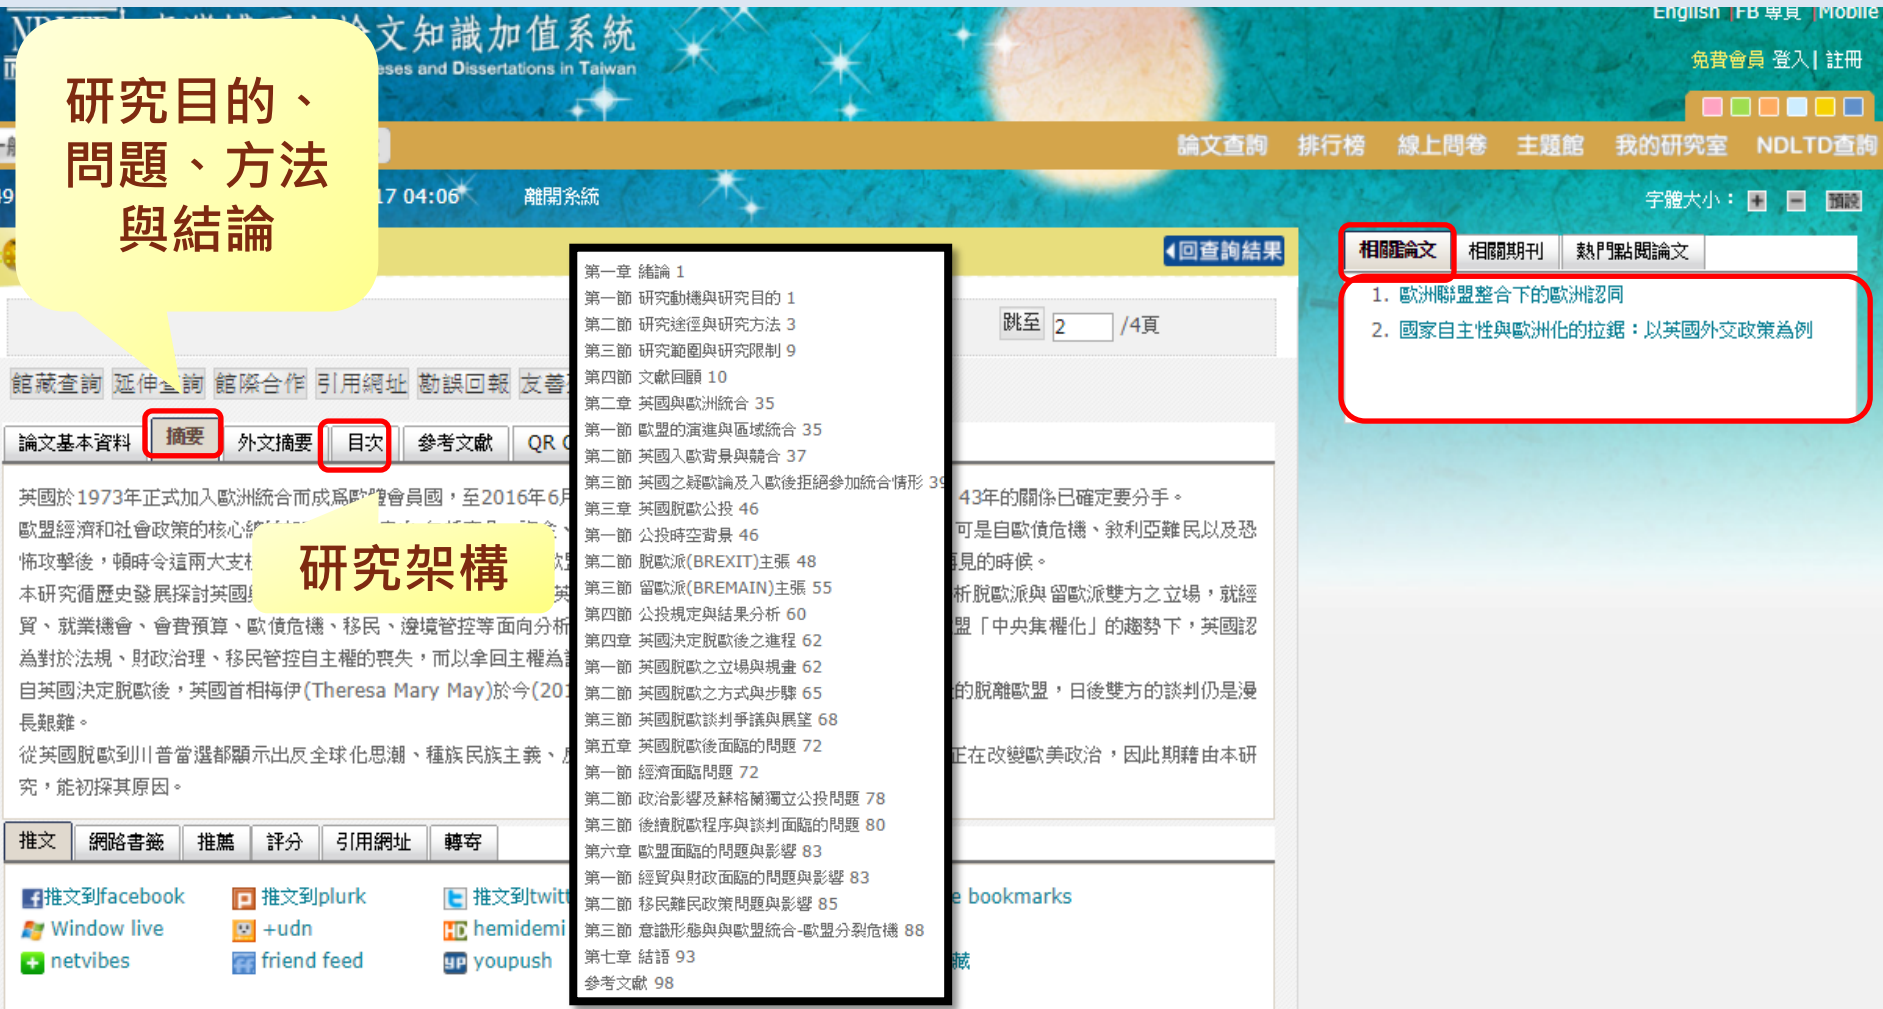 English | FB 專頁 | Mobile
文知識加值系統
eses and Dissertations in Taiwan
免費會員 登入 | 註冊
論文查詢 排行榜 線上問卷 主題館 我的研究室 NDLTD查詢
17 04:06
離開系統
字體大小： + － 預設
研究目的、
問題、方法
與結論
回查詢結果
跳至 2 /4頁
相關論文 相關期刊 熱門點閱論文
1. 歐洲聯盟整合下的歐洲認同
2. 國家自主性與歐洲化的拉鋸：以英國外交政策為例
館藏查詢 延伸查詢 館際合作 引用網址 勘誤回報 友善
論文基本資料 摘要 外文摘要 目次 參考文獻 QR
英國於1973年正式加入歐洲統合而成為歐體會員國，至2016年6月
43年的關係已確定要分手。
歐盟經濟和社會政策的核心
可是自歐債危機、敘利亞難民以及恐
怖攻擊後，頓時令這兩大支
再見的時候。
本研究循歷史發展探討英國
析脫歐派與留歐派雙方之立場，就經
貿、就業機會、會費預算、歐債危機、移民、邊境管控等面向分析
盟「中央集權化」的趨勢下，英國認
為對於法規、財政治理、移民管控自主權的喪失，而以拿回主權為
自英國決定脫歐後，英國首相梅伊(Theresa Mary May)於今(201
的脫離歐盟，日後雙方的談判仍是漫
長艱難。
從英國脫歐到川普當選都顯示出反全球化思潮、種族民族主義、
正在改變歐美政治，因此期藉由本研
究，能初探其原因。
研究架構
第一章 緒論 1
第一節 研究動機與研究目的 1
第二節 研究途徑與研究方法 3
第三節 研究範圍與研究限制 9
第四節 文獻回顧 10
第二章 英國與歐洲統合 35
第一節 歐盟的演進與區域統合 35
第二節 英國入歐背景與競合 37
第三節 英國之疑歐論及入歐後拒絕參加統合情形 39
第三章 英國脫歐公投 46
第一節 公投時空背景 46
第二節 脫歐派(BREXIT)主張 48
第三節 留歐派(BREMAIN)主張 55
第四節 公投規定與結果分析 60
第四章 英國決定脫歐後之進程 62
第一節 英國脫歐之立場與規畫 62
第二節 英國脫歐之方式與步驟 65
第三節 英國脫歐談判爭議與展望 68
第五章 英國脫歐後面臨的問題 72
第一節 經濟面臨問題 72
第二節 政治影響及蘇格蘭獨立公投問題 78
第三節 後續脫歐程序與談判面臨的問題 80
第六章 歐盟面臨的問題與影響 83
第一節 經貿與財政面臨的問題與影響 83
第二節 移民難民政策問題與影響 85
第三節 意識形態與與歐盟統合-歐盟分裂危機 88
第七章 結語 93
參考文獻 98
推文 網路書籤 推薦 評分 引用網址 轉寄
推文到facebook 推文到plurk 推文到twitt e bookmarks
Window live +udn hemidemi
netvibes friend feed youpush 藏